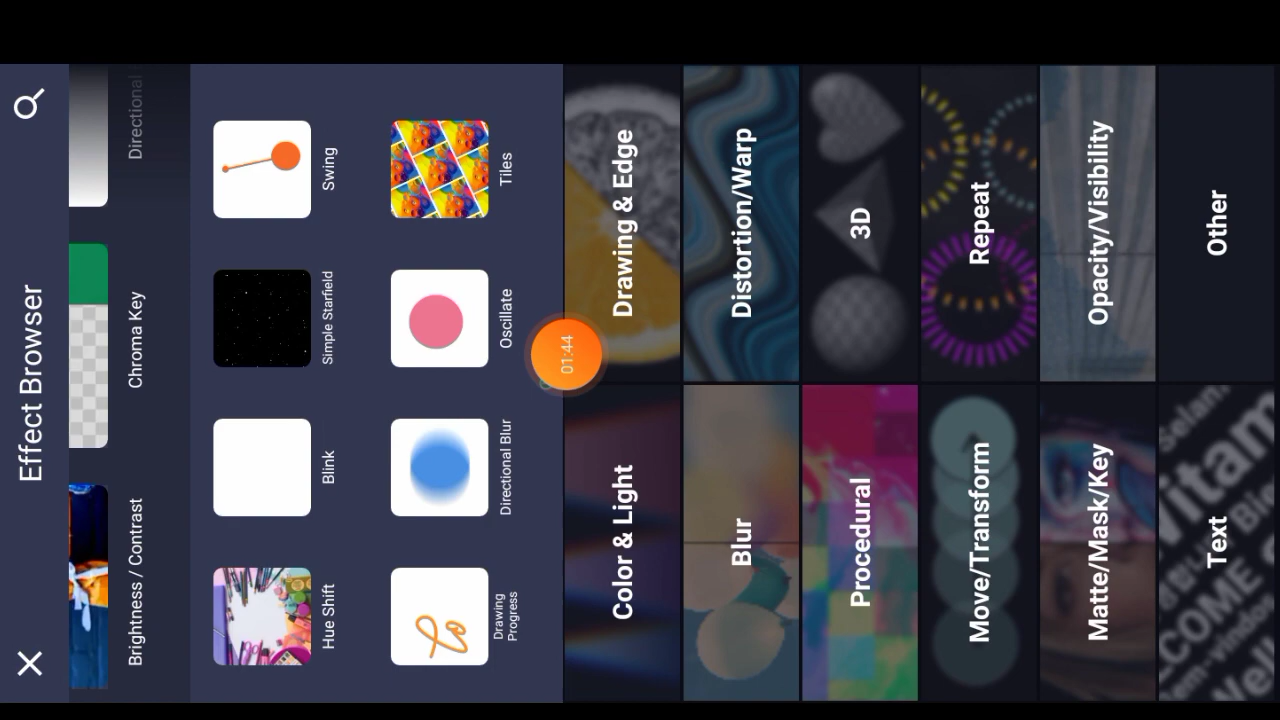 Effect Browser
Brightness / Contrast
Chroma Key
Directional
Hue Shift
Blink
Simple Starfield
Swing
Drawing
Progress
Directional Blur
Oscillate
Tiles
01:44
Color & Light
Drawing & Edge
Blur
Distortion/Warp
Procedural
3D
Move/Transform
Repeat
Matte/Mask/Key
Opacity/Visibility
Text
Other